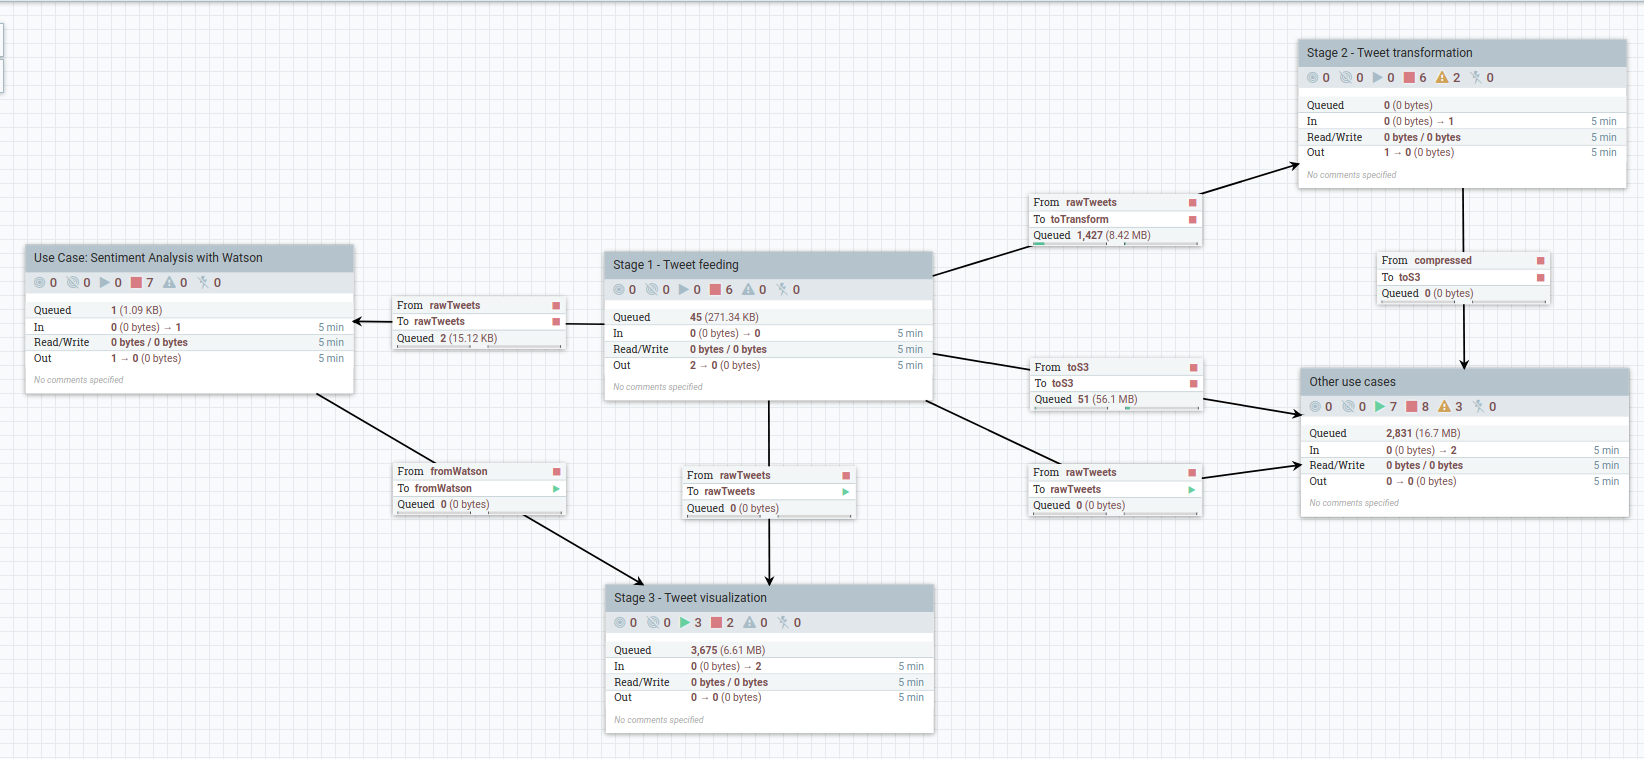 Stage 2 - Tweet transformation
0 0 0 6 2 0
Queued 0 (0 bytes)
In 0 (0 bytes) → 1 5 min
Read/Write 0 bytes / 0 bytes 5 min
Out 1 → 0 (0 bytes) 5 min
No comments specified
From rawTweets
To toTransform
Queued 1,427 (8.42 MB)
Use Case: Sentiment Analysis with Watson
0 0 0 7 0 0
Queued 1 (1.09 KB)
In 0 (0 bytes) → 1 5 min
Read/Write 0 bytes / 0 bytes 5 min
Out 1 → 0 (0 bytes) 5 min
No comments specified
From rawTweets
To rawTweets
Queued 2 (15.12 KB)
Stage 1 - Tweet feeding
0 0 0 6 0 0
Queued 45 (271.34 KB)
In 0 (0 bytes) → 0 5 min
Read/Write 0 bytes / 0 bytes 5 min
Out 2 → 0 (0 bytes) 5 min
No comments specified
From compressed
To toS3
Queued 0 (0 bytes)
From toS3
To toS3
Queued 51 (56.1 MB)
Other use cases
0 0 7 8 3 0
Queued 2,831 (16.7 MB)
In 0 (0 bytes) → 2 5 min
Read/Write 0 bytes / 0 bytes 5 min
Out 0 → 0 (0 bytes) 5 min
No comments specified
From fromWatson
To fromWatson
Queued 0 (0 bytes)
From rawTweets
To rawTweets
Queued 0 (0 bytes)
From rawTweets
To rawTweets
Queued 0 (0 bytes)
Stage 3 - Tweet visualization
0 0 3 2 0 0
Queued 3,675 (6.61 MB)
In 0 (0 bytes) → 2 5 min
Read/Write 0 bytes / 0 bytes 5 min
Out 0 → 0 (0 bytes) 5 min
No comments specified